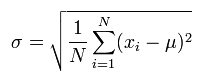 σ = √(1/N ∑_{i=1}^{N} (x_i − μ)²)